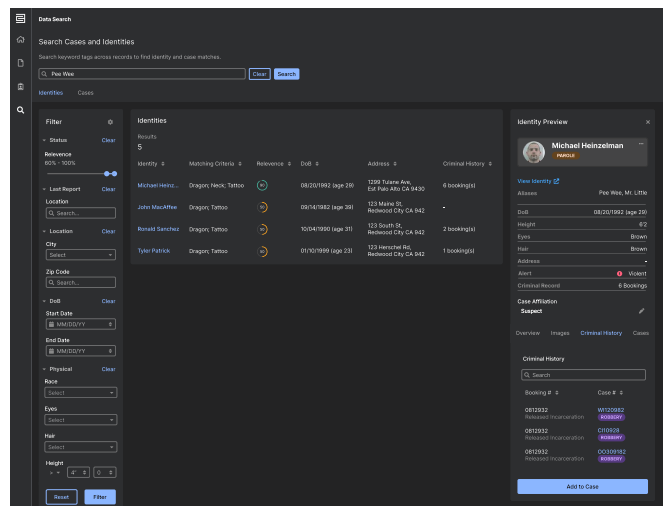 Data Search
Search Cases and Identities
Search keyword tags across records to find identity and case matches.
Pee Wee
Clear
Search
Identities
Cases
Filter
Status
Clear
Relevence
60% - 100%
Last Report
Clear
Location
Search...
Location
Clear
City
Select
Zip Code
Search...
DoB
Clear
Start Date
MM/DD/YY
End Date
MM/DD/YY
Physical
Clear
Race
Select
Eyes
Select
Hair
Select
Height
4"
0
Reset
Filter
Identities
Results
5
Identity Matching Criteria Relevence DoB Address Criminal History
Michael Heinz... Dragon; Neck; Tattoo 08/20/1992 (age 29) 1299 Tulane Ave, 6 booking(s)
Est Palo Alto CA 9430
John MacAffee Dragon; Tattoo 09/14/1982 (age 39) 123 Maine St, -
Redwood City CA 942
Ronald Sanchez Dragon; Tattoo 10/04/1990 (age 31) 123 South St, 2 booking(s)
Redwood City CA 942
Tyler Patrick Dragon; Tattoo 01/10/1999 (age 23) 123 Herschel Rd, 1 booking(s)
Redwood City CA 942
Identity Preview
Michael Heinzelman
PAROLE
View Identity
Aliases Pee Wee, Mr. Little
DoB 08/20/1992 (age 29)
Height 6'2
Eyes Brown
Hair Brown
Address -
Alert Violent
Criminal Record 6 Bookings
Case Affiliation
Suspect
Overview Images Criminal History Cases
Criminal History
Search
Booking # Case #
0812932 WI120982
Released Incarceration ROBBERY
0812932 CI10928
Released Incarceration ROBBERY
0812932 OO309182
Released Incarceration ROBBERY
Add to Case